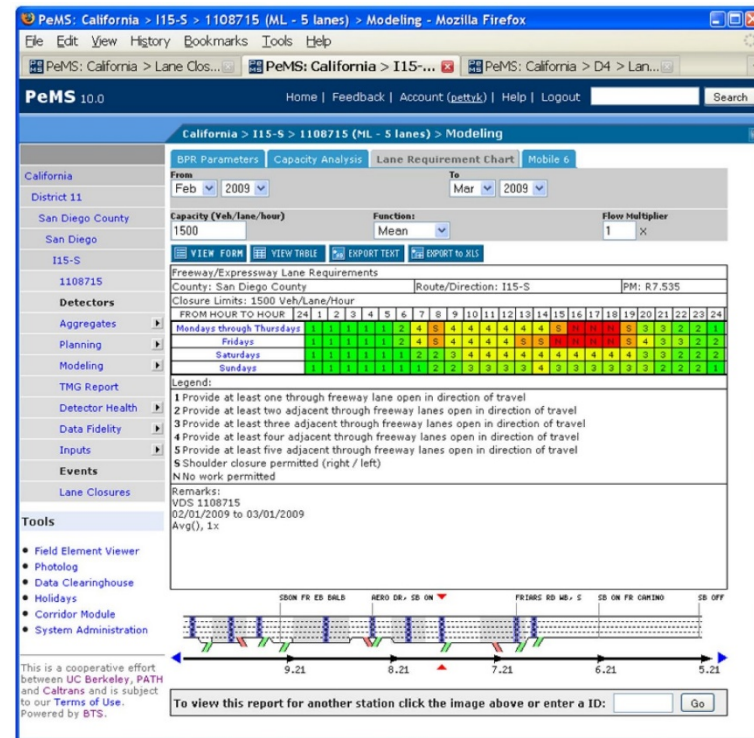 PeMS: California > I15-S > 1108715 (ML - 5 lanes) > Modeling - Mozilla Firefox
File Edit View History Bookmarks Tools Help
PeMS: California > Lane Clos... PeMS: California > I15-... PeMS: California > D4 > Lan...
PeMS 10.0 Home | Feedback | Account (pettyk) | Help | Logout Search
California > I15-S > 1108715 (ML - 5 lanes) > Modeling
BPR Parameters Capacity Analysis Lane Requirement Chart Mobile 6
From To
Feb 2009 Mar 2009
Capacity (Veh/lane/hour) Function: Flow Multiplier
1500 Mean 1 x
VIEW FORM VIEW TABLE EXPORT TEXT EXPORT to XLS
California
District 11
San Diego County
San Diego
I15-S
1108715
Detectors
Aggregates
Planning
Modeling
TMG Report
Detector Health
Data Fidelity
Inputs
Events
Lane Closures
Tools
Field Element Viewer
Photolog
Data Clearinghouse
Holidays
Corridor Module
System Administration
This is a cooperative effort
between UC Berkeley, PATH
and Caltrans and is subject
to our Terms of Use.
Powered by BTS.
Freeway/Expressway Lane Requirements
County: San Diego County Route/Direction: I15-S PM: R7.535
Closure Limits: 1500 Veh/Lane/Hour
FROM HOUR TO HOUR 24 1 2 3 4 5 6 7 8 9 10 11 12 13 14 15 16 17 18 19 20 21 22 23 24
Mondays through Thursdays 1 1 1 1 1 2 4 S 4 4 4 4 4 4 S N N N S 3 3 2 2 1
Fridays 1 1 1 1 1 2 4 S 4 4 4 4 S S N N N N S 4 3 3 2 2
Saturdays 1 1 1 1 1 1 2 2 3 4 4 4 4 4 4 4 4 4 4 3 3 2 2 2
Sundays 1 1 1 1 1 1 1 2 2 3 3 3 3 4 3 3 3 3 3 3 2 2 2 1
Legend:
1 Provide at least one through freeway lane open in direction of travel
2 Provide at least two adjacent through freeway lanes open in direction of travel
3 Provide at least three adjacent through freeway lanes open in direction of travel
4 Provide at least four adjacent through freeway lanes open in direction of travel
5 Provide at least five adjacent through freeway lanes open in direction of travel
S Shoulder closure permitted (right / left)
N No work permitted
Remarks:
VDS 1108715
02/01/2009 to 03/01/2009
Avg(), 1x
SBON FR EB BALB AERO DR, SB ON FRIARS RD WB, S SB ON FR CAMINO SB OFF
9.21 8.21 7.21 6.21 5.21
To view this report for another station click the image above or enter a ID: Go